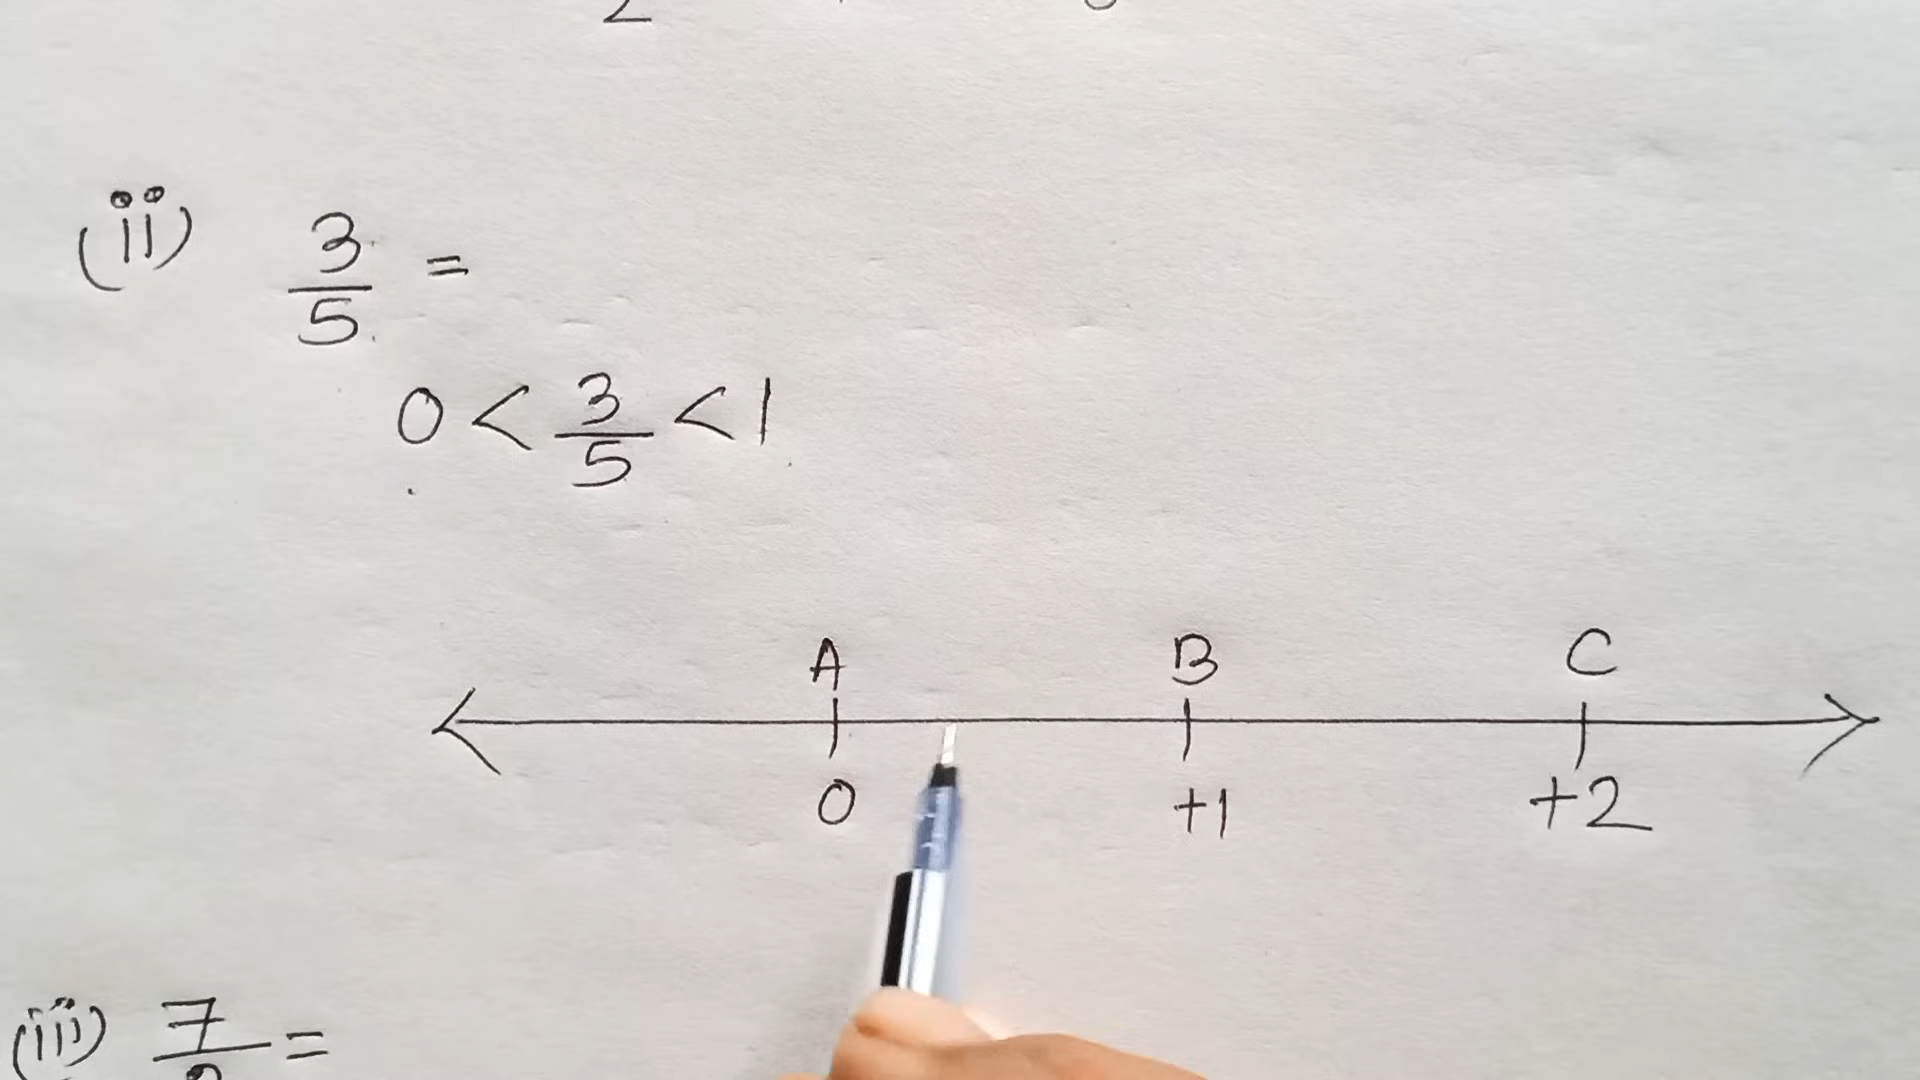 (ii) 3/5 =
0 < 3/5 < 1
A B C
0 +1 +2
(iii) 7/ =